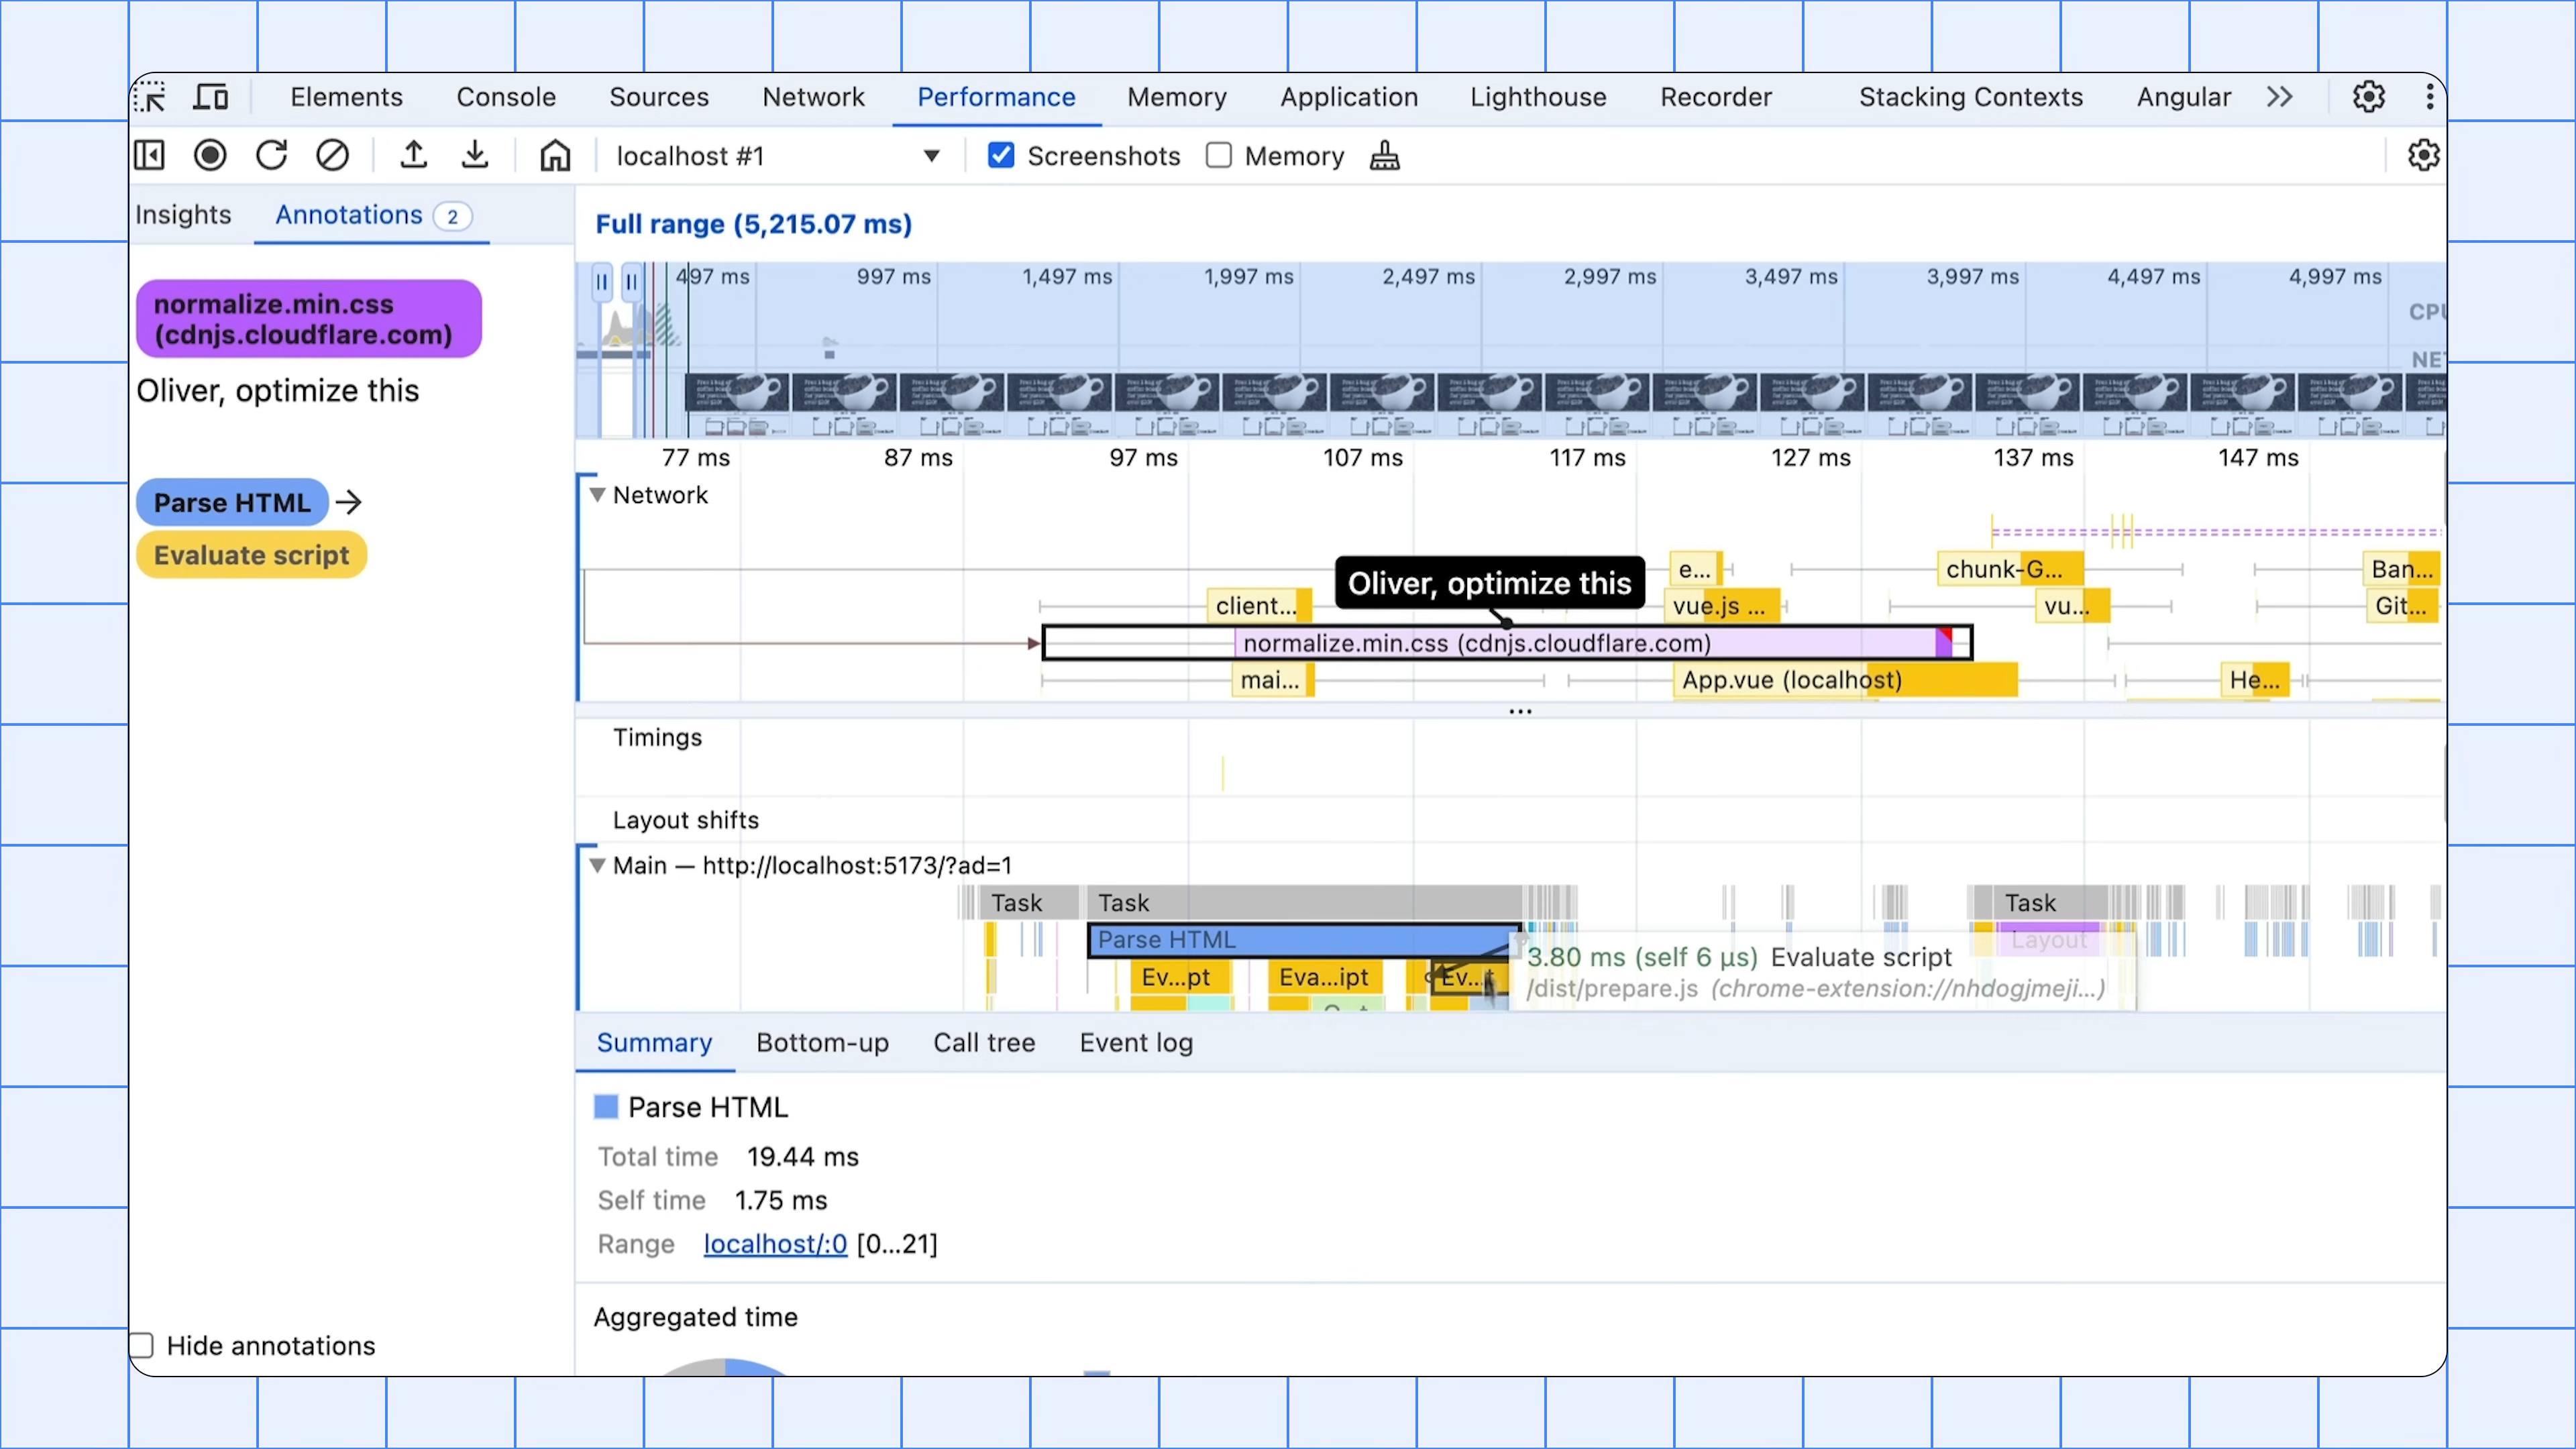 Elements Console Sources Network Performance Memory Application Lighthouse Recorder Stacking Contexts Angular
localhost #1 Screenshots Memory
Insights Annotations 2
normalize.min.css
(cdnjs.cloudflare.com)
Oliver, optimize this
Parse HTML
Evaluate script
Hide annotations
Full range (5,215.07 ms)
497 ms 997 ms 1,497 ms 1,997 ms 2,497 ms 2,997 ms 3,497 ms 3,997 ms 4,497 ms 4,997 ms
CPU
NET
77 ms 87 ms 97 ms 107 ms 117 ms 127 ms 137 ms 147 ms
Network
e... chunk-G... Ban...
Oliver, optimize this
client... vue.js ... vu... Git...
normalize.min.css (cdnjs.cloudflare.com)
mai... App.vue (localhost) He...
...
Timings
Layout shifts
Main — http://localhost:5173/?ad=1
Task Task Task
Parse HTML Layout
Ev...pt Eva...ipt Ev...t
3.80 ms (self 6 μs) Evaluate script
/dist/prepare.js (chrome-extension://nhdogjmeji...)
Summary Bottom-up Call tree Event log
Parse HTML
Total time 19.44 ms
Self time 1.75 ms
Range localhost/:0 [0...21]
Aggregated time